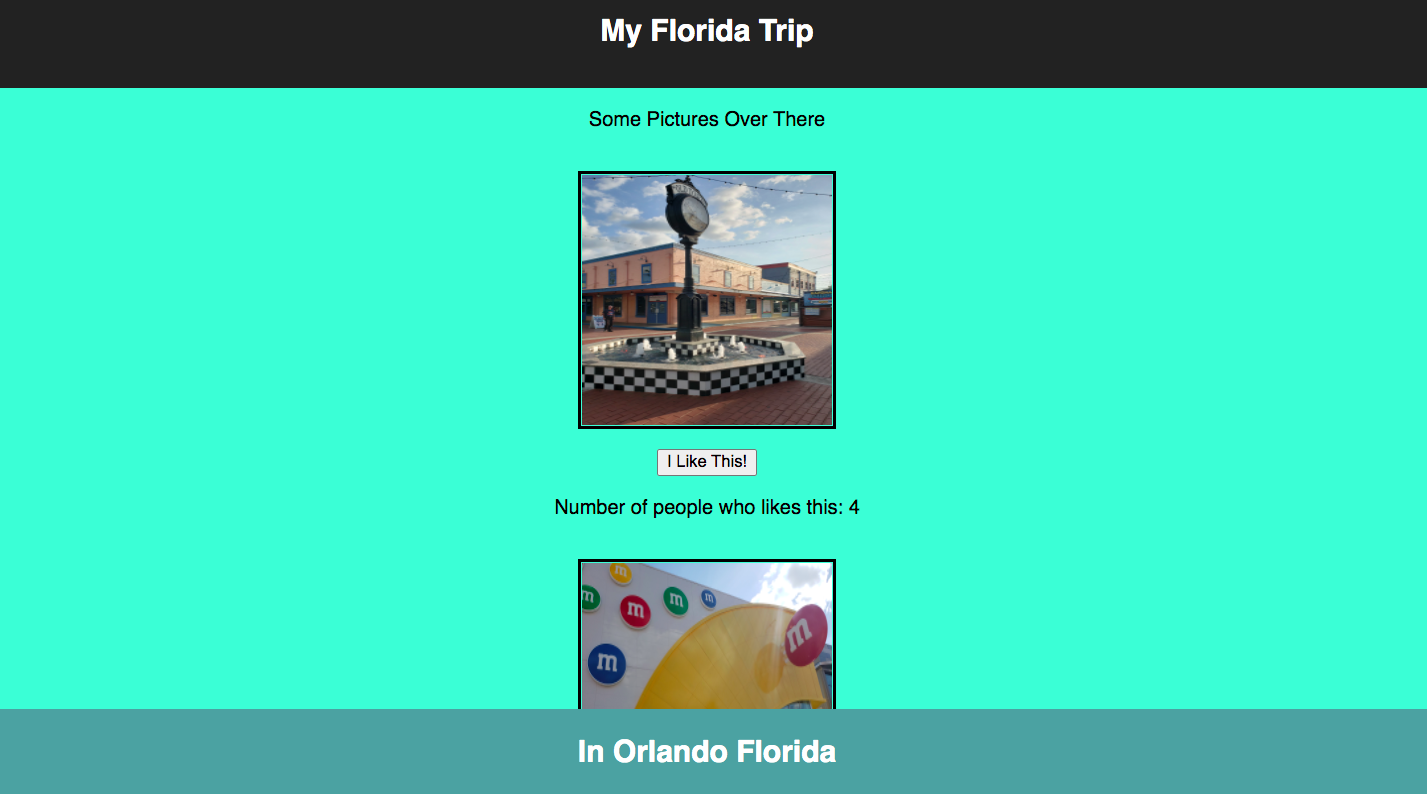 My Florida Trip
Some Pictures Over There
I Like This!
Number of people who likes this: 4
m
m
m
m
m
m
m
In Orlando Florida